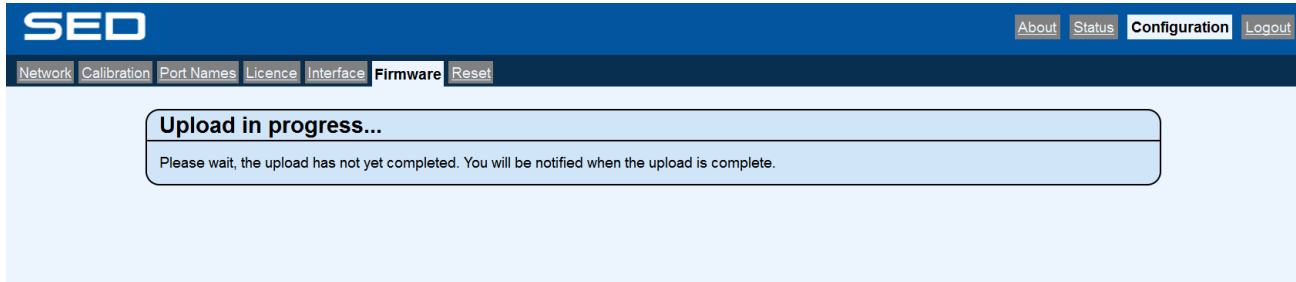 SED
About Status Configuration Logout
Network Calibration Port Names Licence Interface Firmware Reset
Upload in progress...
Please wait, the upload has not yet completed. You will be notified when the upload is complete.